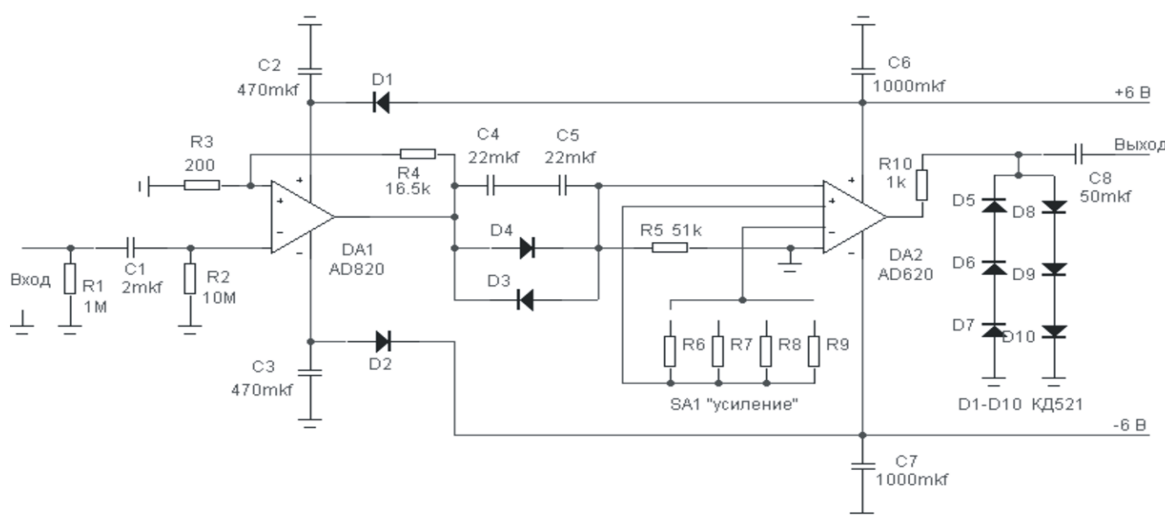 C2
470mkf
D1
C6
1000mkf
+6 В
R3
200
R4
16.5k
C4
22mkf
C5
22mkf
R10
1k
Выход
C8
50mkf
+
+
−
−
DA1
AD820
D4
D3
R5 51k
+
+
−
−
DA2
AD620
D5
D6
D7
D8
D9
D10
Вход
R1
1M
C1
2mkf
R2
10M
R6
R7
R8
R9
SA1 "усиление"
C3
470mkf
D2
D1-D10 КД521
-6 В
C7
1000mkf